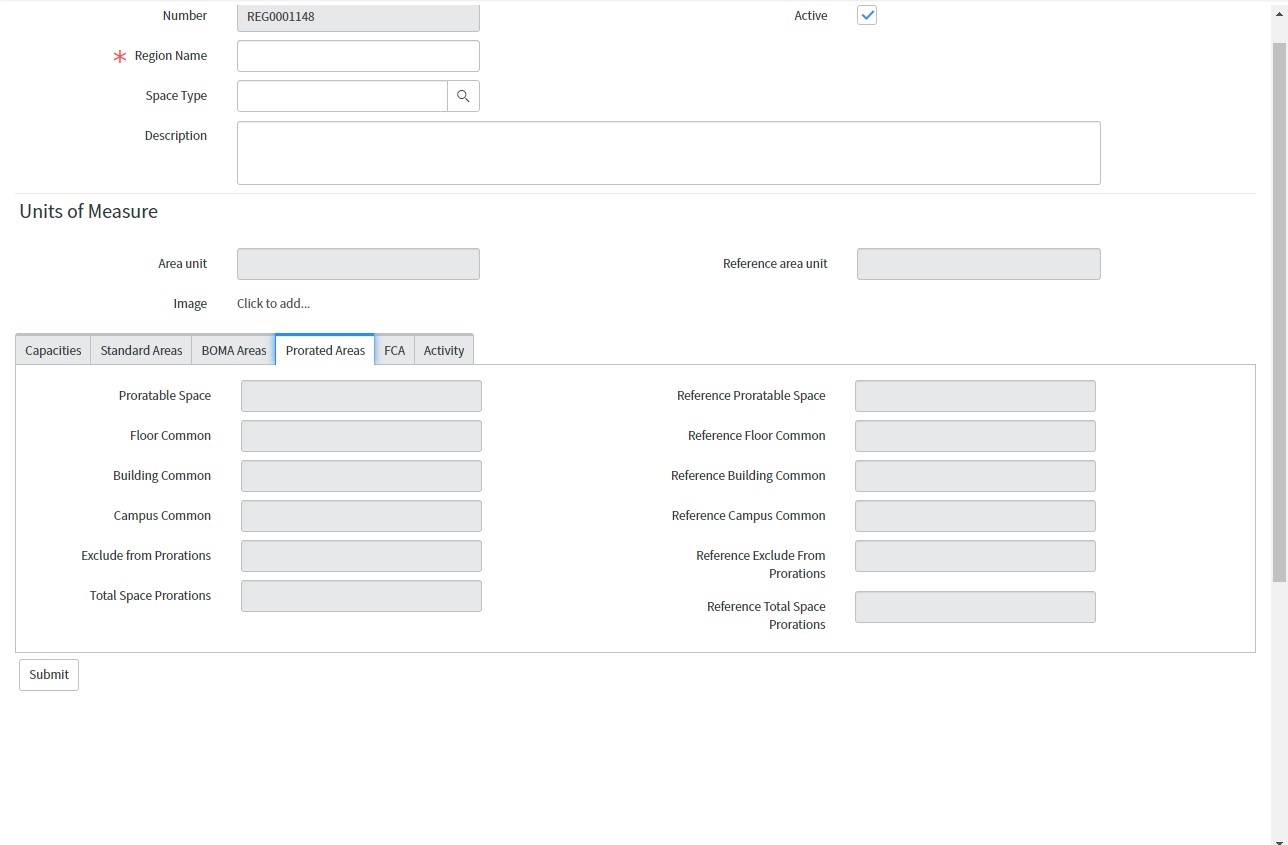 Number REG0001148 Active
Region Name
Space Type
Description
Units of Measure
Area unit Reference area unit
Image Click to add...
Capacities Standard Areas BOMA Areas Prorated Areas FCA Activity
Proratable Space Reference Proratable Space
Floor Common Reference Floor Common
Building Common Reference Building Common
Campus Common Reference Campus Common
Exclude from Prorations Reference Exclude From
Prorations
Total Space Prorations Reference Total Space
Prorations
Submit